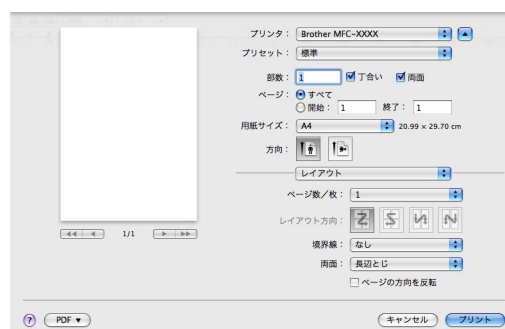 プリンタ： Brother MFC-XXXX
プリセット： 標準
部数： 1 丁合い 両面
ページ： すべて
開始： 1 終了： 1
用紙サイズ： A4 20.99 × 29.70 cm
方向：
レイアウト
ページ数／枚： 1
レイアウト方向：
1/1
境界線： なし
両面： 長辺とじ
ページの方向を反転
? PDF ▼ キャンセル プリント